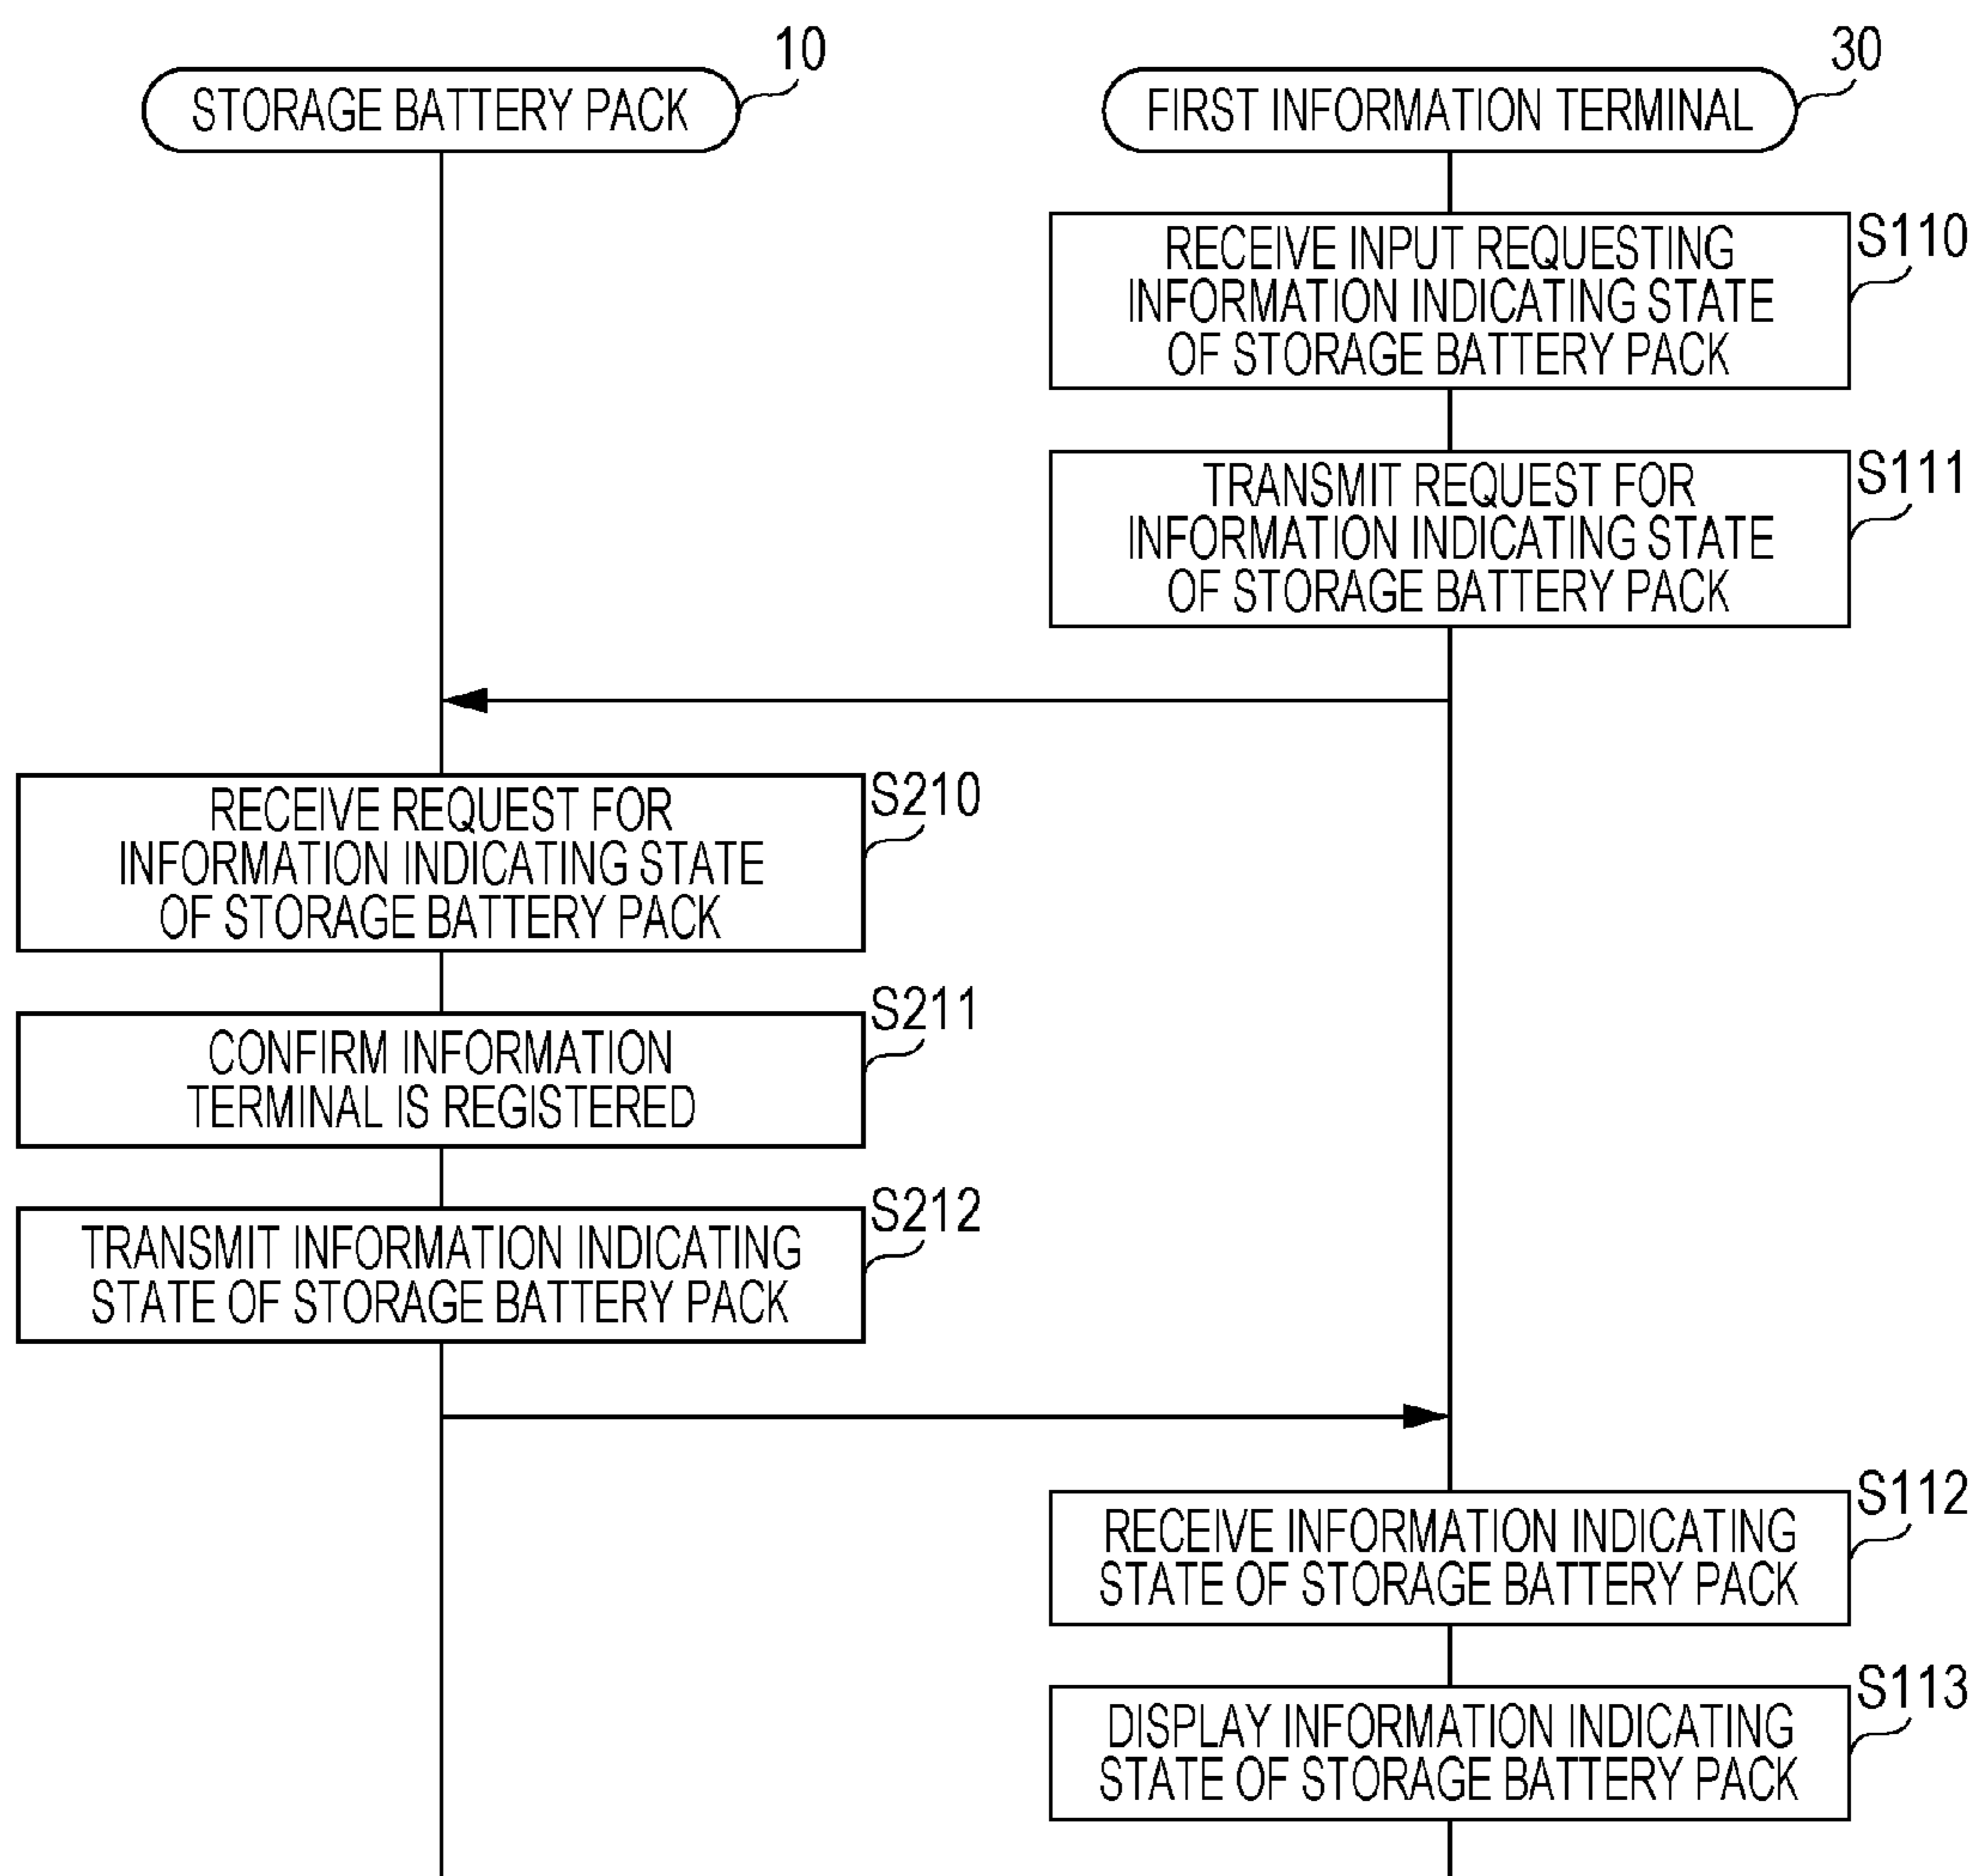 10
STORAGE BATTERY PACK
30
FIRST INFORMATION TERMINAL
S110
RECEIVE INPUT REQUESTING
INFORMATION INDICATING STATE
OF STORAGE BATTERY PACK
S111
TRANSMIT REQUEST FOR
INFORMATION INDICATING STATE
OF STORAGE BATTERY PACK
S210
RECEIVE REQUEST FOR
INFORMATION INDICATING STATE
OF STORAGE BATTERY PACK
S211
CONFIRM INFORMATION
TERMINAL IS REGISTERED
S212
TRANSMIT INFORMATION INDICATING
STATE OF STORAGE BATTERY PACK
S112
RECEIVE INFORMATION INDICATING
STATE OF STORAGE BATTERY PACK
S113
DISPLAY INFORMATION INDICATING
STATE OF STORAGE BATTERY PACK